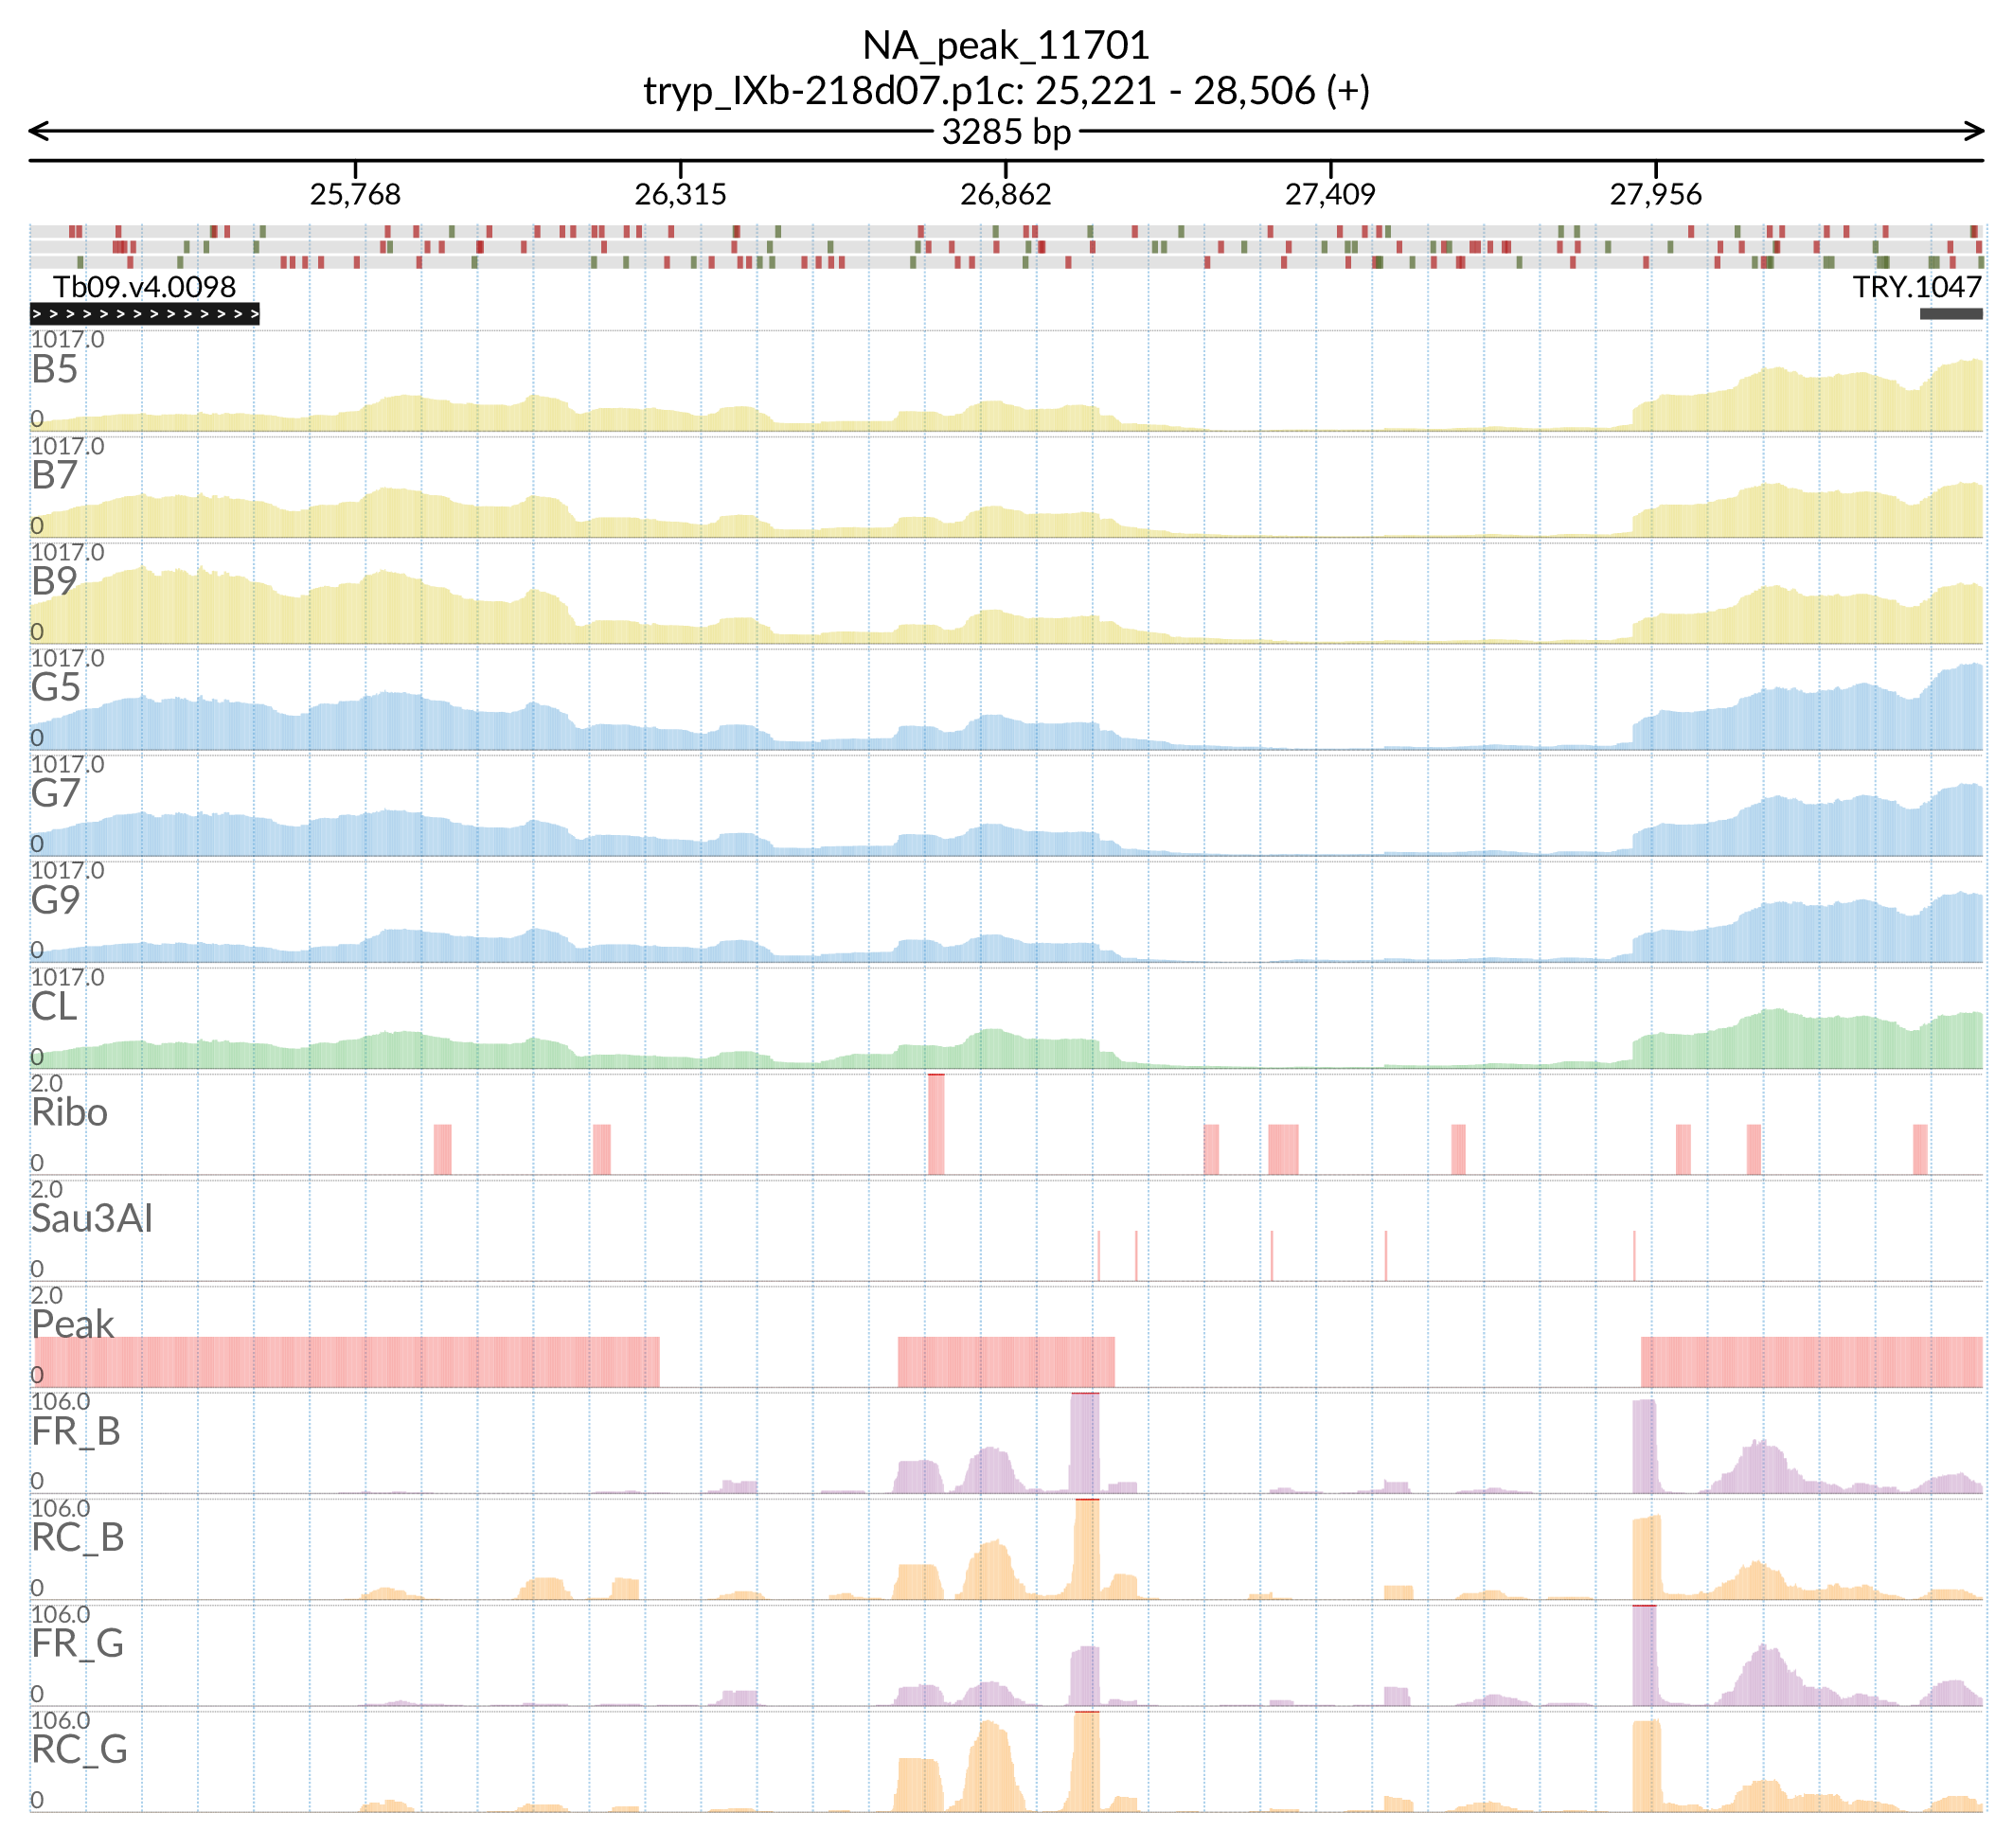 NA_peak_11701
tryp_IXb-218d07.p1c: 25,221 - 28,506 (+)
3285 bp
25,768 26,315 26,862 27,409 27,956
Tb09.v4.0098 TRY.1047
> > > > > > > > > > > > > >
1017.0
B5
0
1017.0
B7
0
1017.0
B9
0
1017.0
G5
0
1017.0
G7
0
1017.0
G9
0
1017.0
CL
0
2.0
Ribo
0
2.0
Sau3AI
0
2.0
Peak
0
106.0
FR_B
0
106.0
RC_B
0
106.0
FR_G
0
106.0
RC_G
0